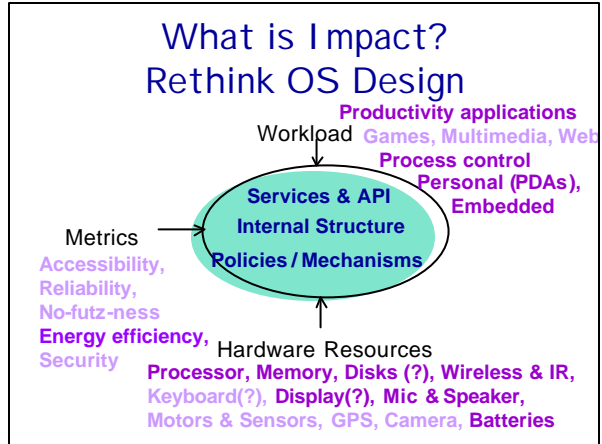 What is Impact?
Rethink OS Design
Productivity applications
Workload
Games, Multimedia, Web
Process control
Personal (PDAs),
Embedded
Services & API
Internal Structure
Policies / Mechanisms
Metrics
Accessibility,
Reliability,
No-futz-ness
Energy efficiency,
Security
Hardware Resources
Processor, Memory, Disks (?), Wireless & IR,
Keyboard(?), Display(?), Mic & Speaker,
Motors & Sensors, GPS, Camera, Batteries